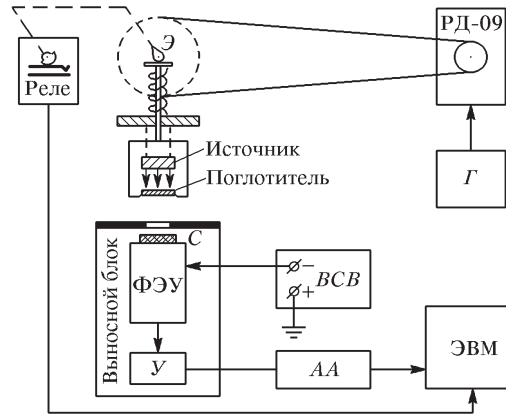 Э
РД-09
Реле
Источник
Поглотитель
Г
С
Выносной блок
ФЭУ
−
ВСВ
+
ЭВМ
У
АА